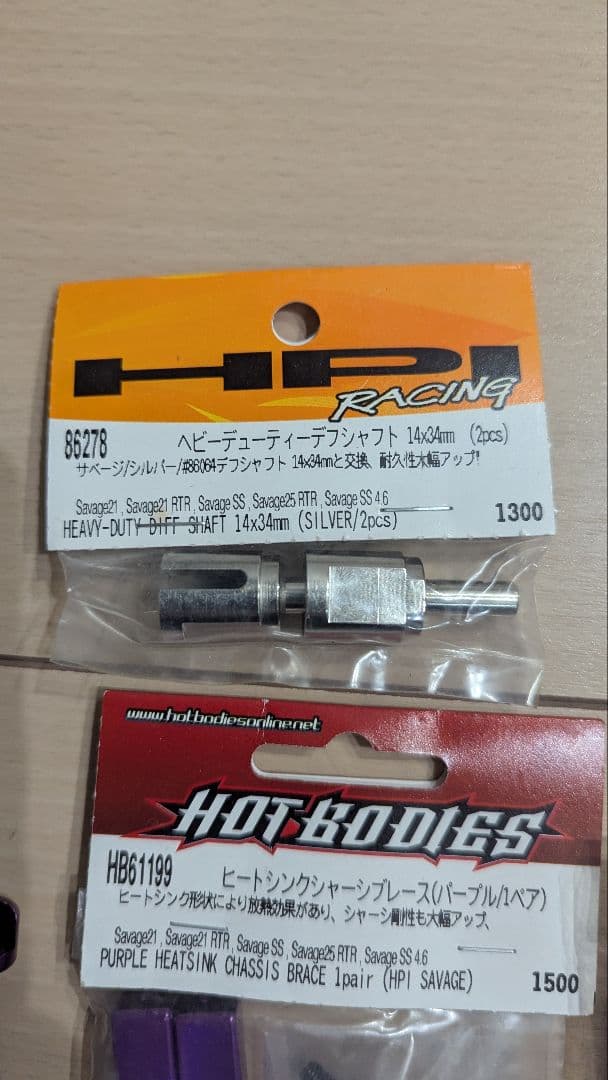 HPI
RACING
86278 ヘビーデューティーデフシャフト 14x34mm (2pcs)
サベージ/シルバー/#86064デフシャフト 14x34mmと交換、耐久性大幅アップ!
Savage21 , Savage21 RTR , Savage SS , Savage25 RTR , Savage SS 4.6
HEAVY-DUTY DIFF SHAFT 14x34mm (SILVER/2pcs) 1300
www.hotbodiesonline.net
HOT BODIES
HB61199 ヒートシンクシャーシブレース(パープル/1ペア)
ヒートシンク形状により放熱効果があり、シャーシ剛性も大幅アップ、
Savage21 , Savage21 RTR , Savage SS , Savage25 RTR , Savage SS 4.6
PURPLE HEATSINK CHASSIS BRACE 1pair (HPI SAVAGE) 1500